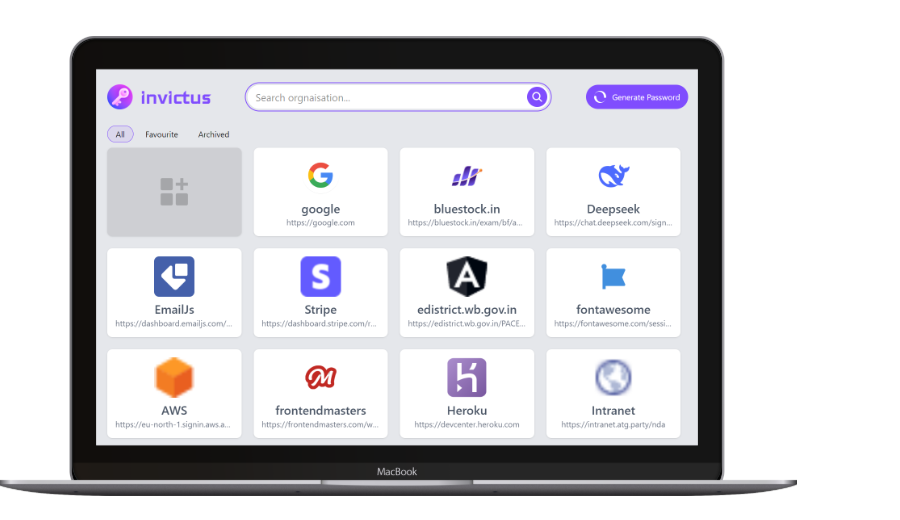 invictus
Search orgnaisation...
Generate Password
All Favourite Archived
google
https://google.com
bluestock.in
https://bluestock.in/exam/bf/a...
Deepseek
https://chat.deepseek.com/sign...
EmailJs
https://dashboard.emailjs.com/...
Stripe
https://dashboard.stripe.com/r...
edistrict.wb.gov.in
https://edistrict.wb.gov.in/PACE...
fontawesome
https://fontawesome.com/sessi...
AWS
https://eu-north-1.signin.aws.a...
frontendmasters
https://frontendmasters.com/w...
Heroku
https://devcenter.heroku.com
Intranet
https://intranet.atg.party/nda
MacBook